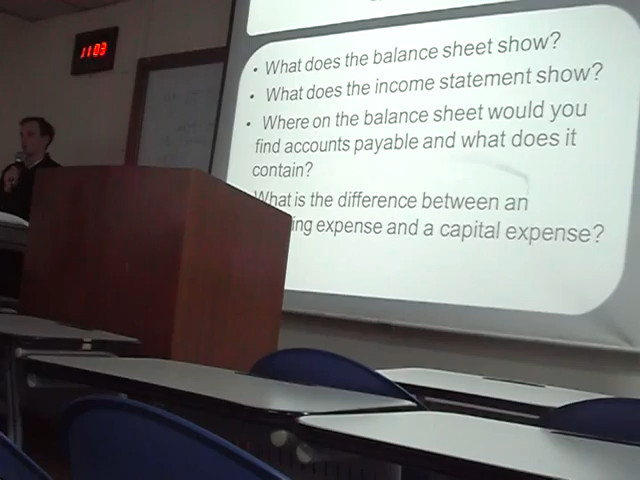 11:03
• What does the balance sheet show?
• What does the income statement show?
• Where on the balance sheet would you
find accounts payable and what does it
contain?
What is the difference between an
ing expense and a capital expense?